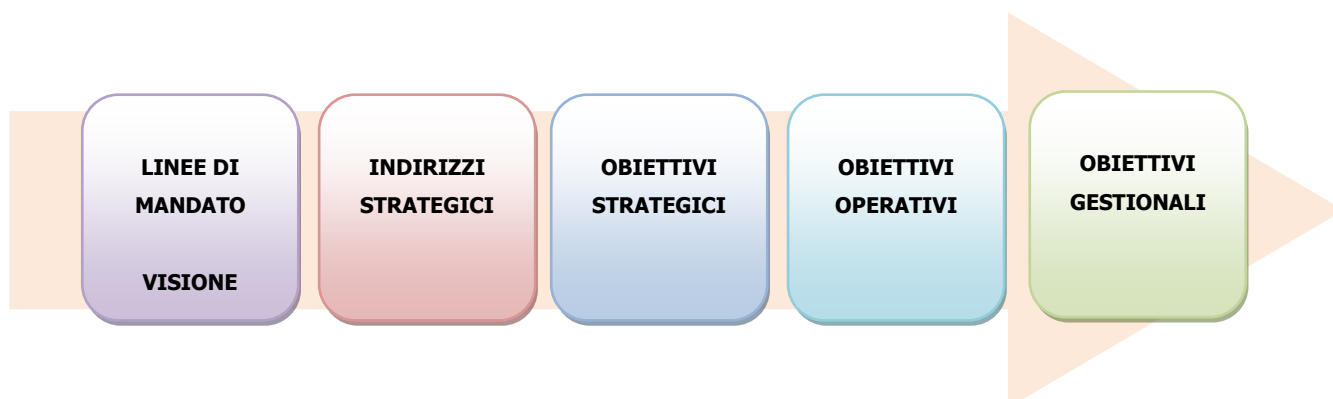 LINEE DI
MANDATO
VISIONE
INDIRIZZI
STRATEGICI
OBIETTIVI
STRATEGICI
OBIETTIVI
OPERATIVI
OBIETTIVI
GESTIONALI